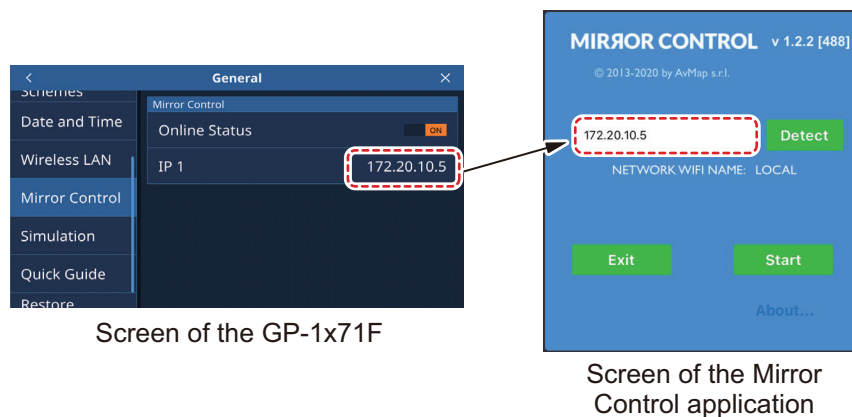 < General ×
Schemes
Date and Time
Wireless LAN
Mirror Control
Simulation
Quick Guide
Restore
Mirror Control
Online Status ON
IP 1 172.20.10.5
Screen of the GP-1x71F
MIRЯOR CONTROL v 1.2.2 [488]
© 2013-2020 by AvMap s.r.l.
172.20.10.5 Detect
NETWORK WIFI NAME: LOCAL
Exit Start
About...
Screen of the Mirror
Control application